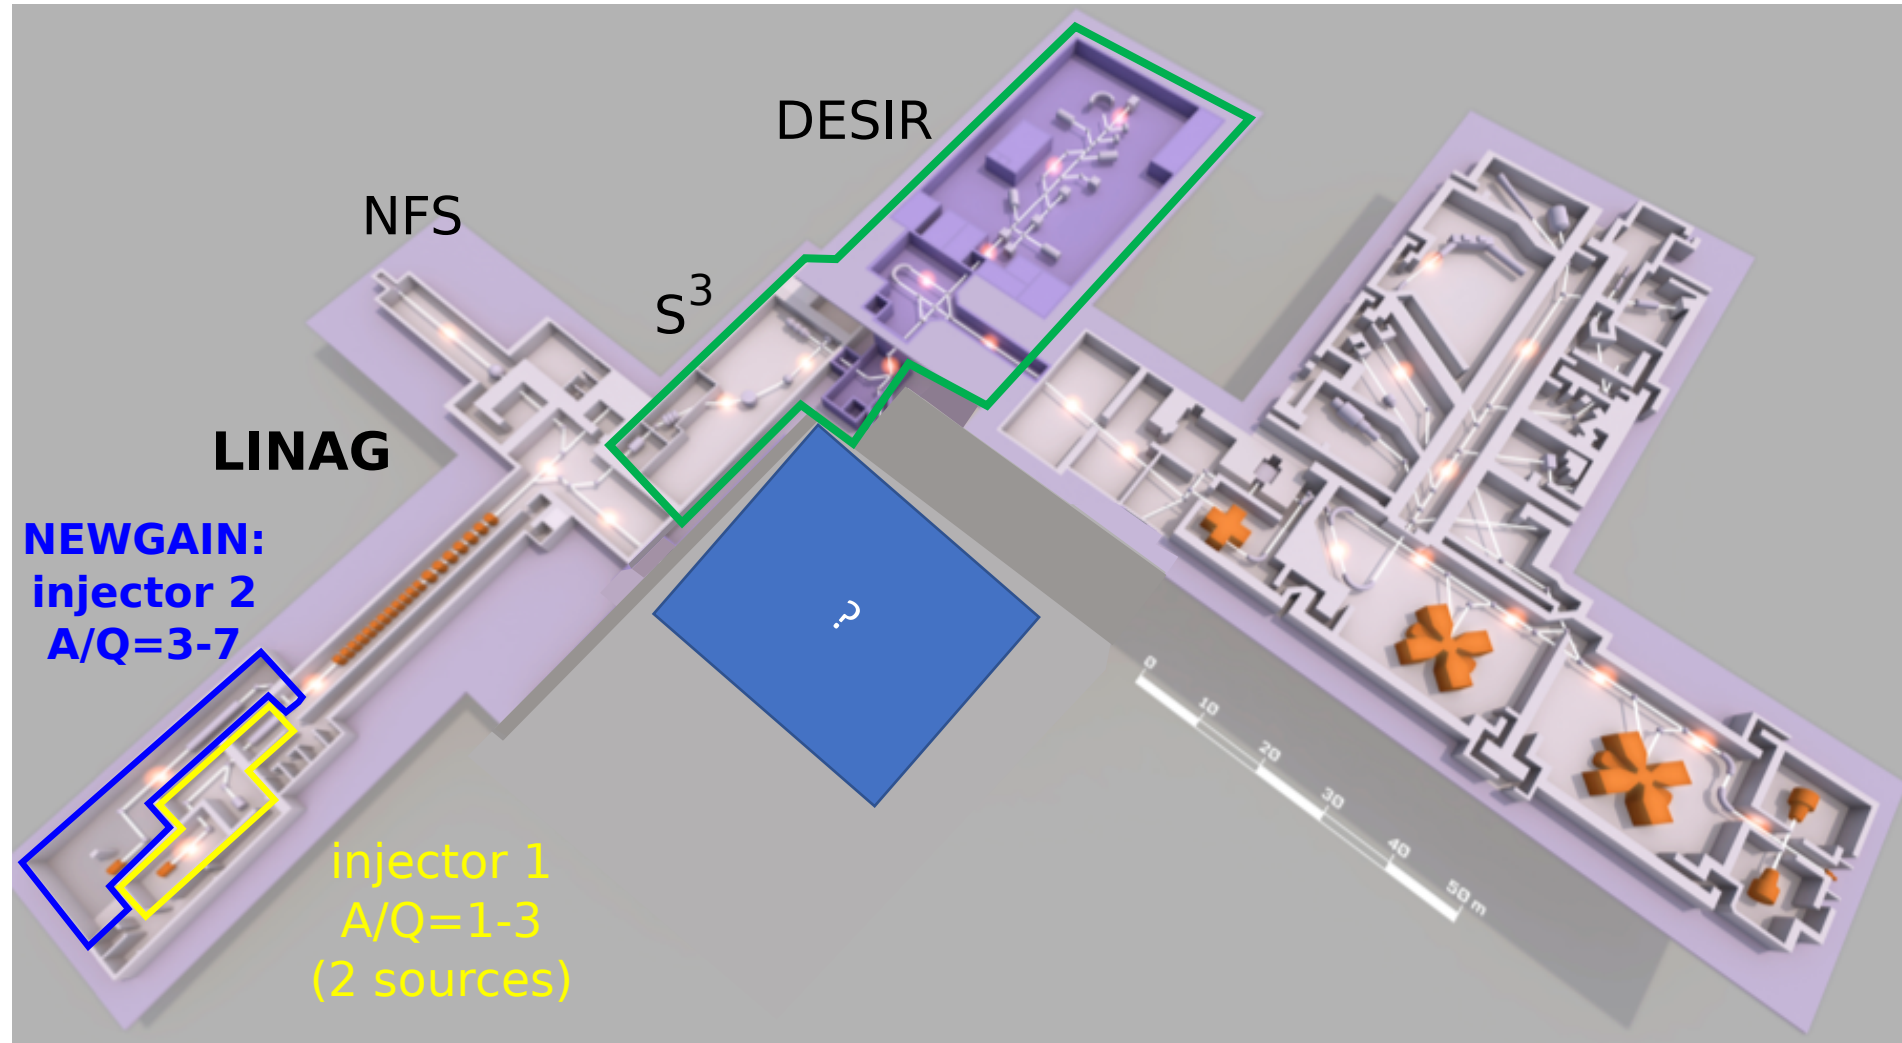 DESIR
NFS
S³
LINAG
NEWGAIN:
injector 2
A/Q=3-7
?
0
10
20
30
40
50 m
injector 1
A/Q=1-3
(2 sources)